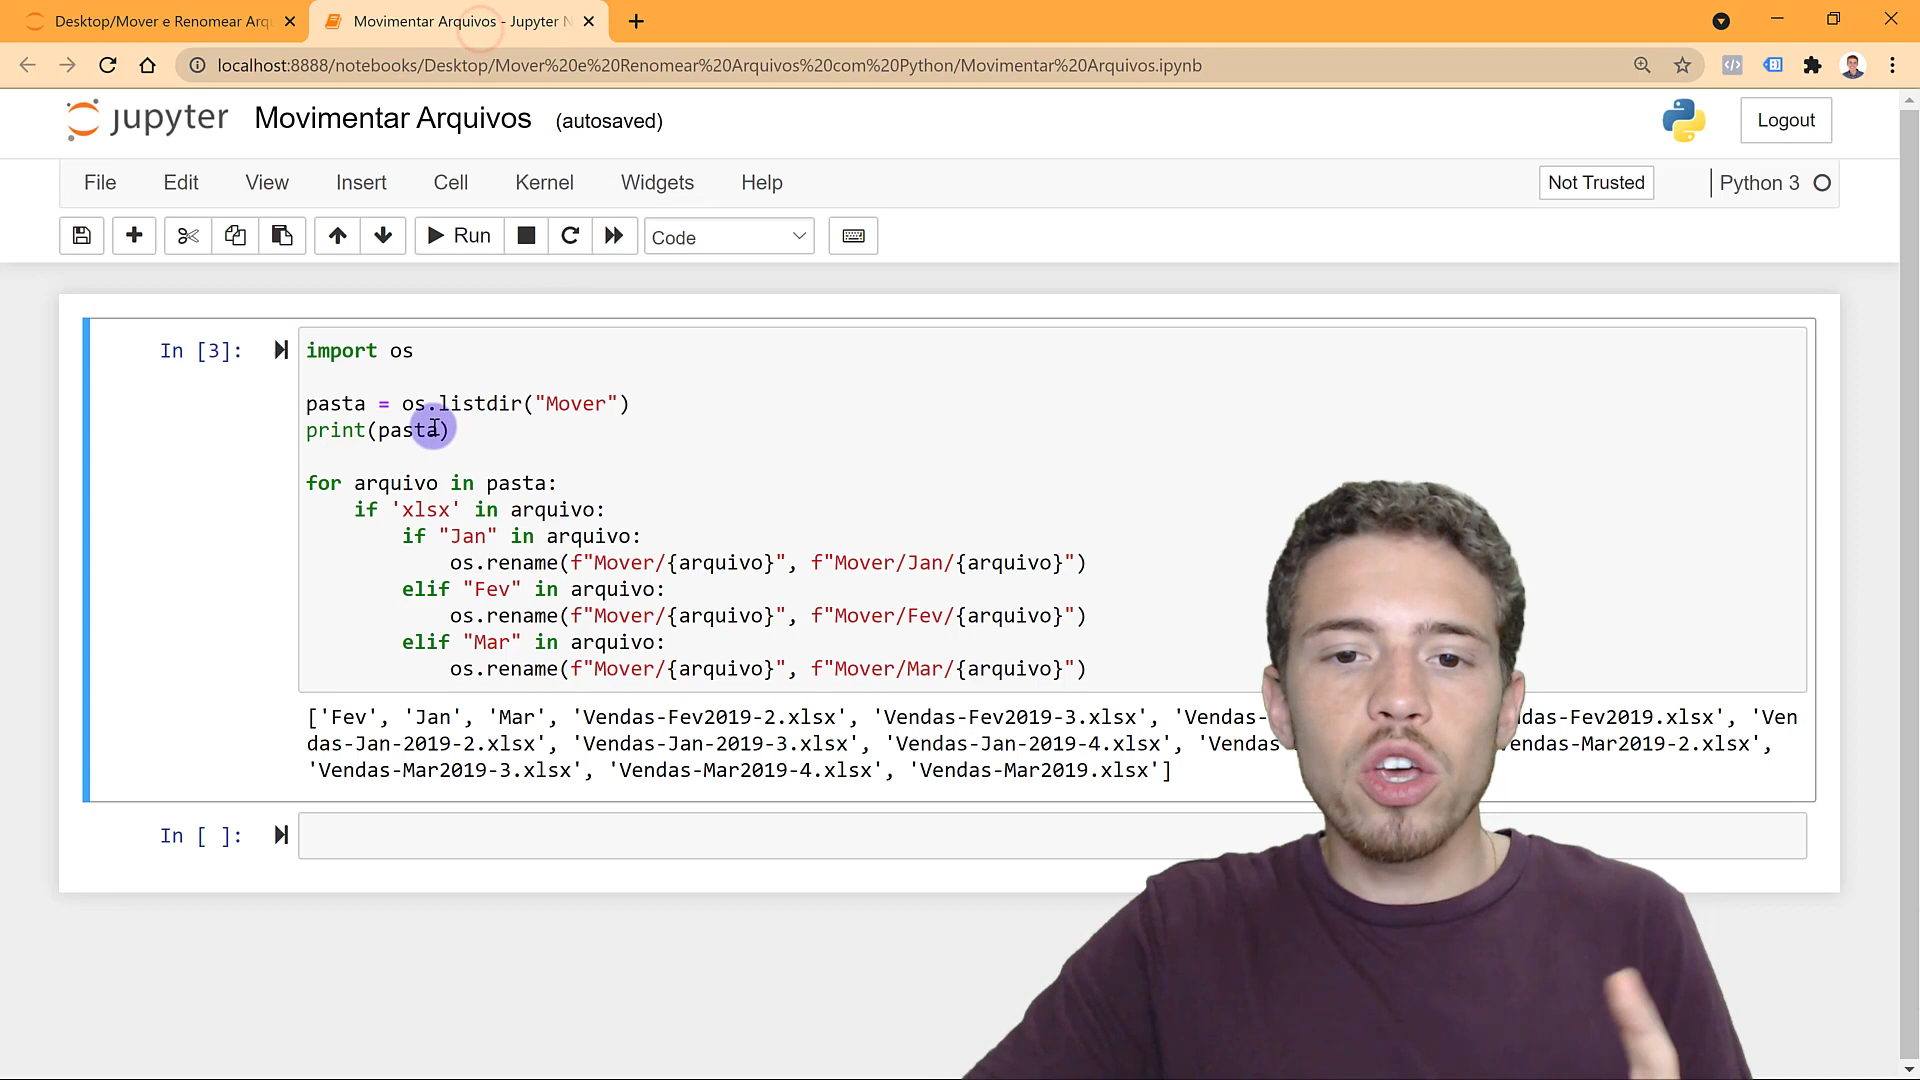 Desktop/Mover e Renomear Arq
Movimentar Arquivos - Jupyter N
localhost:8888/notebooks/Desktop/Mover%20e%20Renomear%20Arquivos%20com%20Python/Movimentar%20Arquivos.ipynb
jupyter Movimentar Arquivos (autosaved)
Logout
File Edit View Insert Cell Kernel Widgets Help
Not Trusted
Python 3
Run
Code
In [3]:
import os
pasta = os.listdir("Mover")
print(pasta)
for arquivo in pasta:
if 'xlsx' in arquivo:
if "Jan" in arquivo:
os.rename(f"Mover/{arquivo}", f"Mover/Jan/{arquivo}")
elif "Fev" in arquivo:
os.rename(f"Mover/{arquivo}", f"Mover/Fev/{arquivo}")
elif "Mar" in arquivo:
os.rename(f"Mover/{arquivo}", f"Mover/Mar/{arquivo}")
['Fev', 'Jan', 'Mar', 'Vendas-Fev2019-2.xlsx', 'Vendas-Fev2019-3.xlsx', 'Vendas- das-Fev2019.xlsx', 'Ven
das-Jan-2019-2.xlsx', 'Vendas-Jan-2019-3.xlsx', 'Vendas-Jan-2019-4.xlsx', 'Vendas endas-Mar2019-2.xlsx',
'Vendas-Mar2019-3.xlsx', 'Vendas-Mar2019-4.xlsx', 'Vendas-Mar2019.xlsx']
In [ ]: